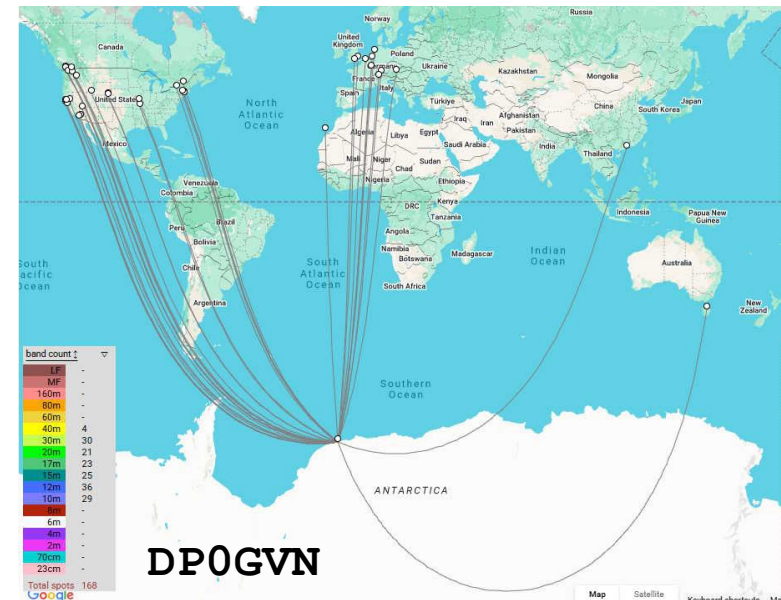 Russia
Norway
Canada
United
Kingdom
Poland
Germany
Ukraine
Kazakhstan
Mongolia
France
Italy
Spain
Türkiye
China
Japan
South Korea
United States
North
Atlantic
Ocean
Iraq
Iran
Afghanistan
Pakistan
Algeria
Libya
Egypt
Saudi Arabia
India
Thailand
Mexico
Mali
Niger
Chad
Sudan
Nigeria
Ethiopia
Venezuela
Colombia
DRC
Kenya
Tanzania
Indonesia
Papua New
Guinea
Brazil
Peru
Bolivia
Angola
Namibia
Botswana
Madagascar
South
Pacific
Ocean
South
Atlantic
Ocean
Indian
Ocean
Australia
Chile
South Africa
Argentina
New
Zealand
Southern
Ocean
ANTARCTICA
band count ↑ ▽
LF -
MF -
160m -
80m -
60m -
40m 4
30m 30
20m 21
17m 23
15m 25
12m 36
10m 29
8m -
6m -
4m -
2m -
70cm -
23cm -
Total spots 168
Google
DP0GVN
Map Satellite
Keyboard shortcuts